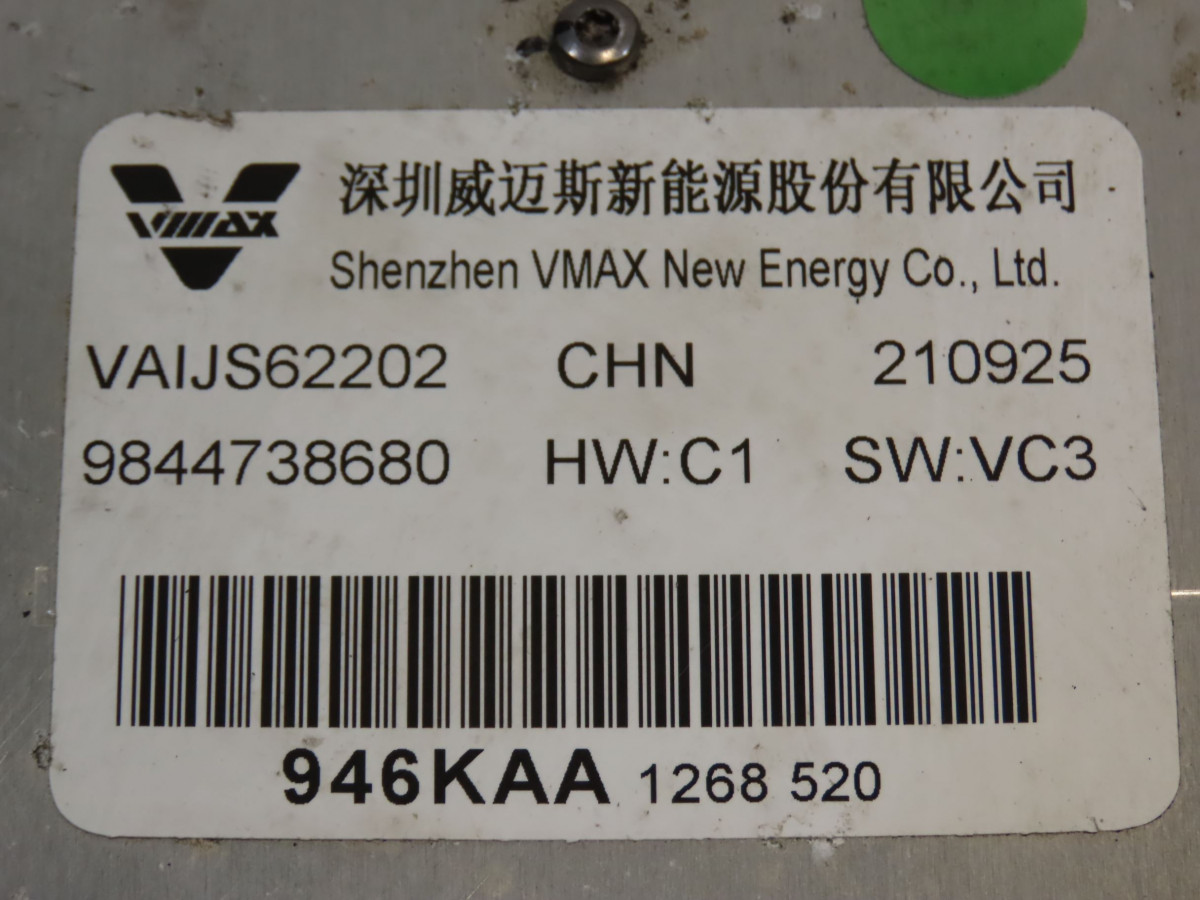 深圳威迈斯新能源股份有限公司
VMAX
Shenzhen VMAX New Energy Co., Ltd.
VAIJS62202 CHN 210925
9844738680 HW:C1 SW:VC3
946KAA 1268 520